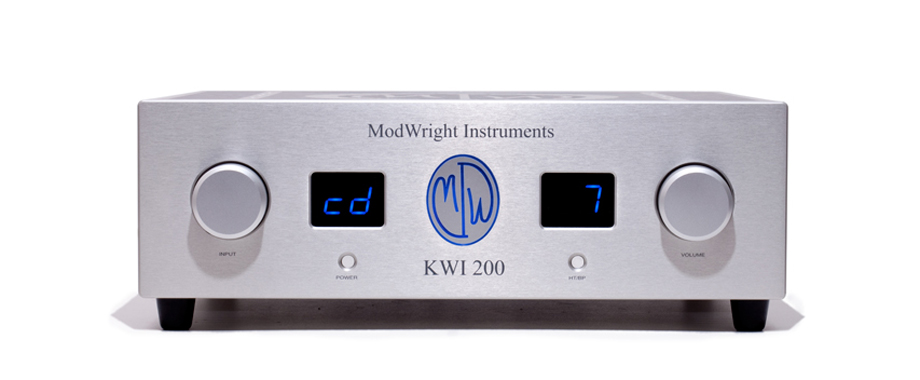 ModWright Instruments
cd
MW
7
INPUT
VOLUME
POWER
KWI 200
HT/BP